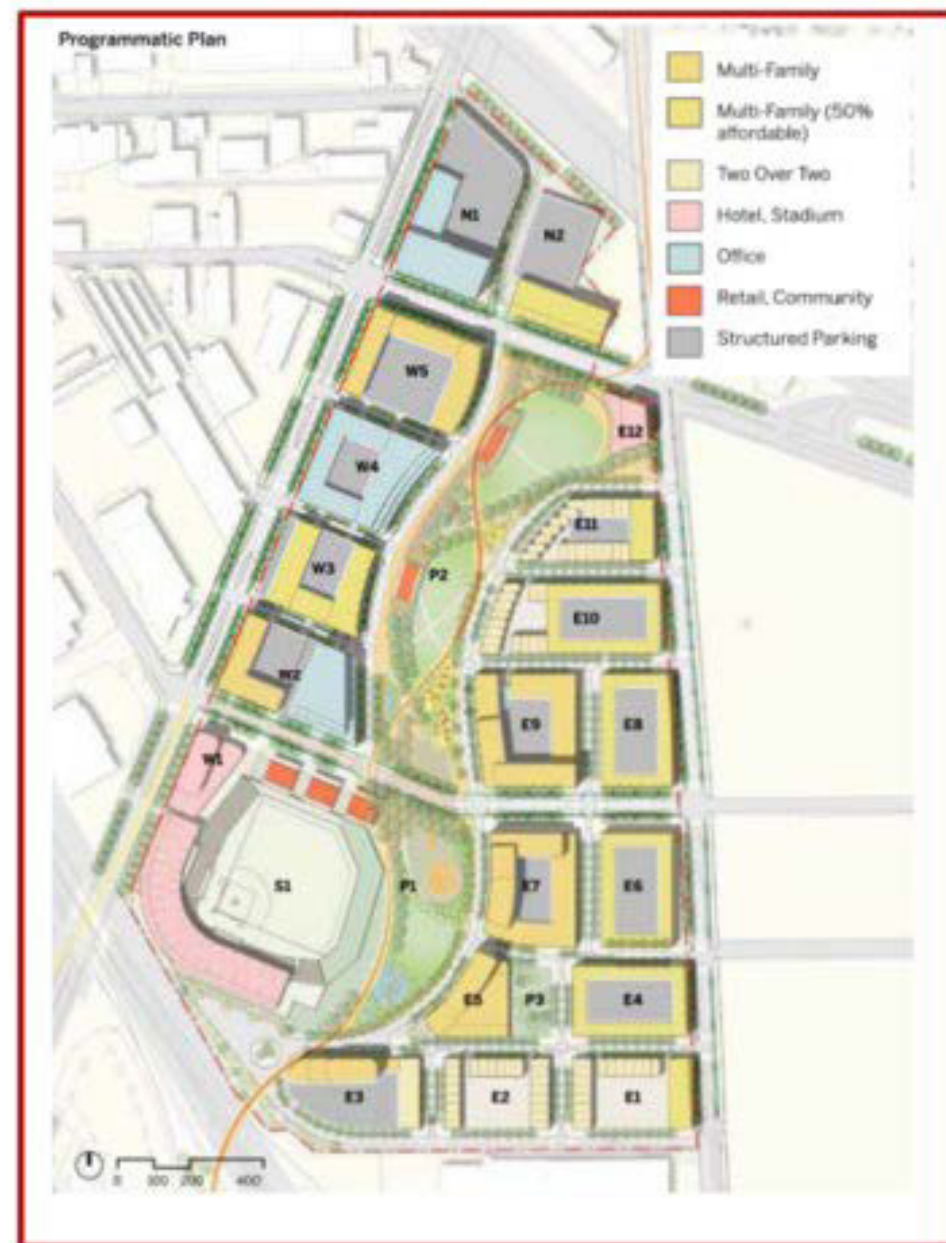 Programmatic Plan
Multi-Family
Multi-Family (50%
affordable)
Two Over Two
Hotel, Stadium
Office
Retail, Community
Structured Parking
N1
N2
W5
E12
W4
E11
W3
P2
E10
W2
E9
E8
W1
S1
P1
E7
E6
E5
P3
E4
E3
E2
E1
0 100 200 400'